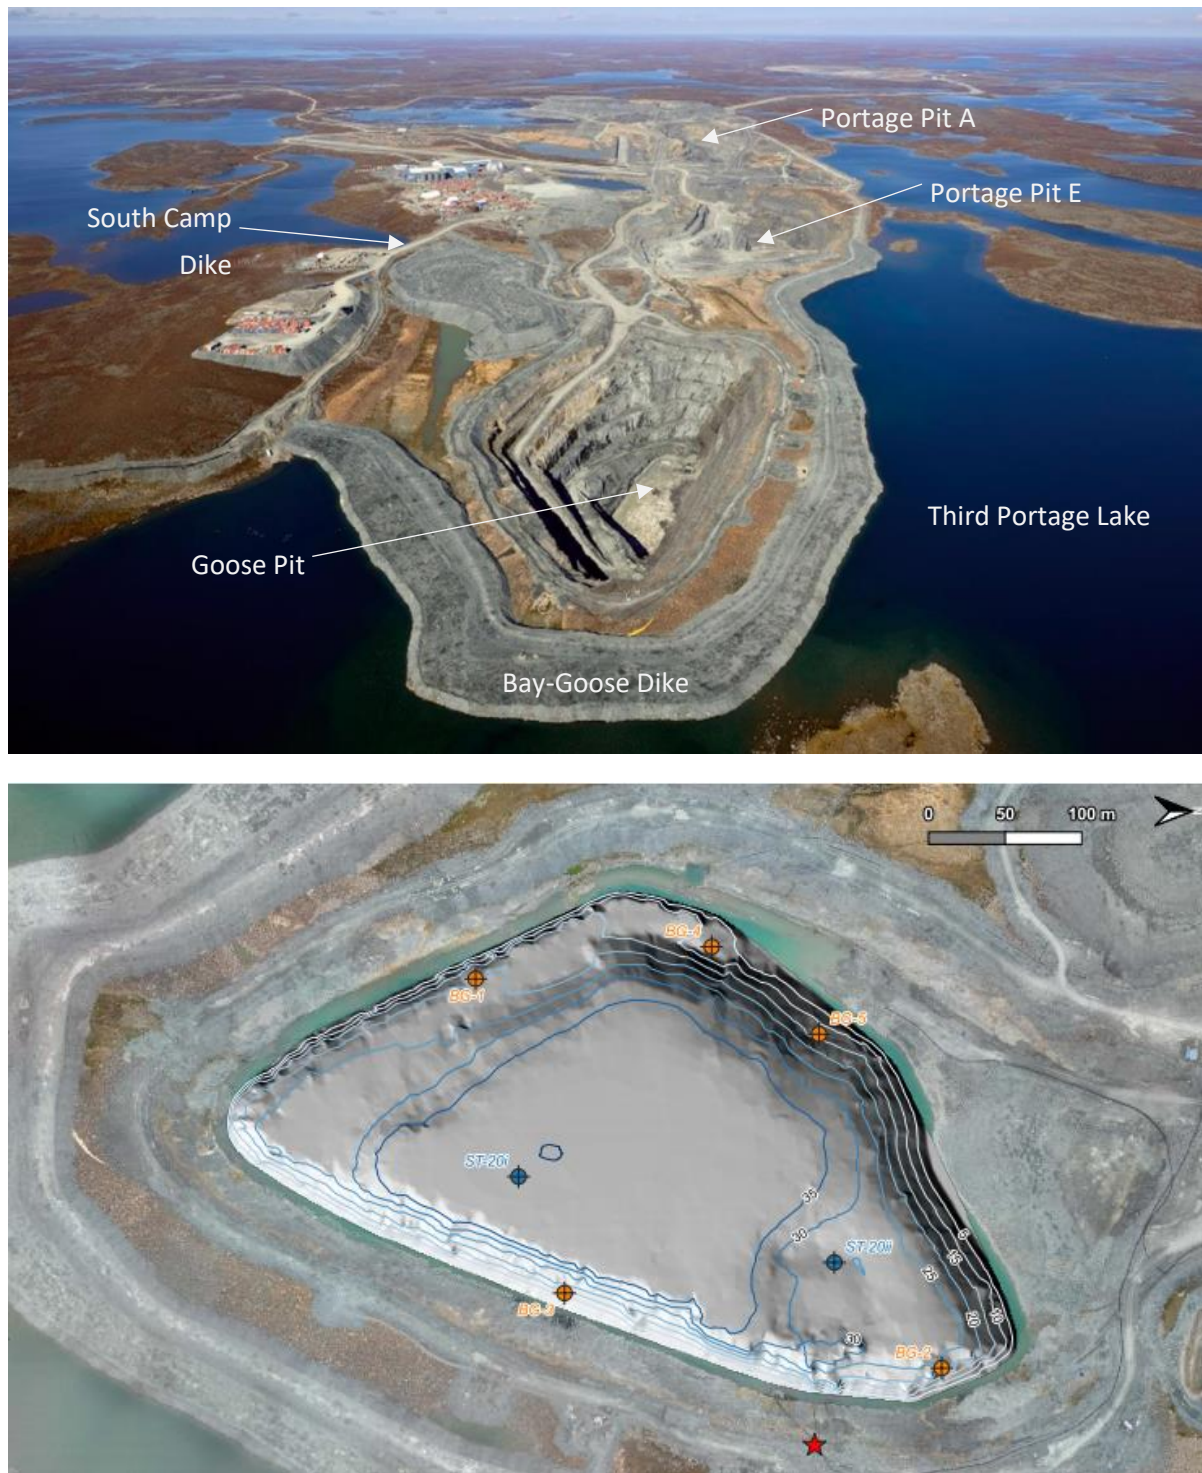 Portage Pit A
Portage Pit E
South Camp
Dike
Third Portage Lake
Goose Pit
Bay-Goose Dike
0 50 100 m
BG-4
BG-1
BG-5
ST-20i
35
30
ST-20W
5
15
25
10
20
BG-3
30
BG-2